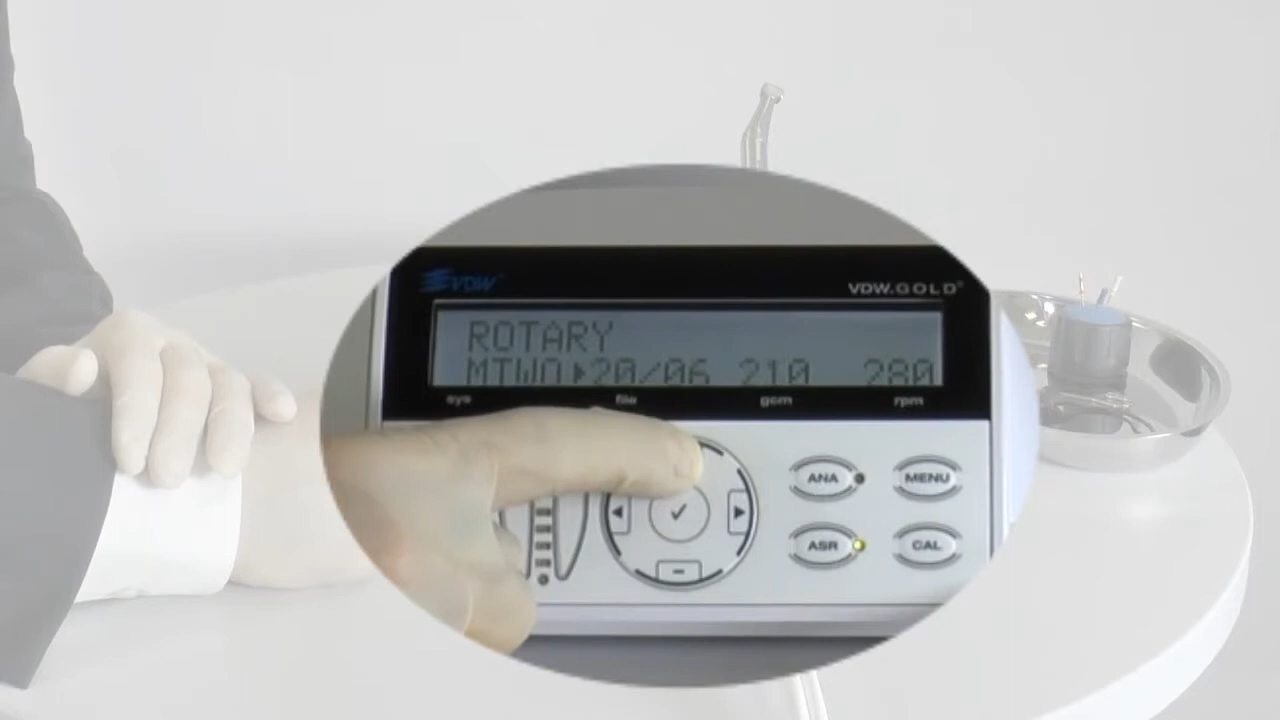 VDW
VDW.GOLD®
ROTARY
MTWO▶20/06 210 280
sys file gcm rpm
ANA MENU
✓
ASR CAL
−